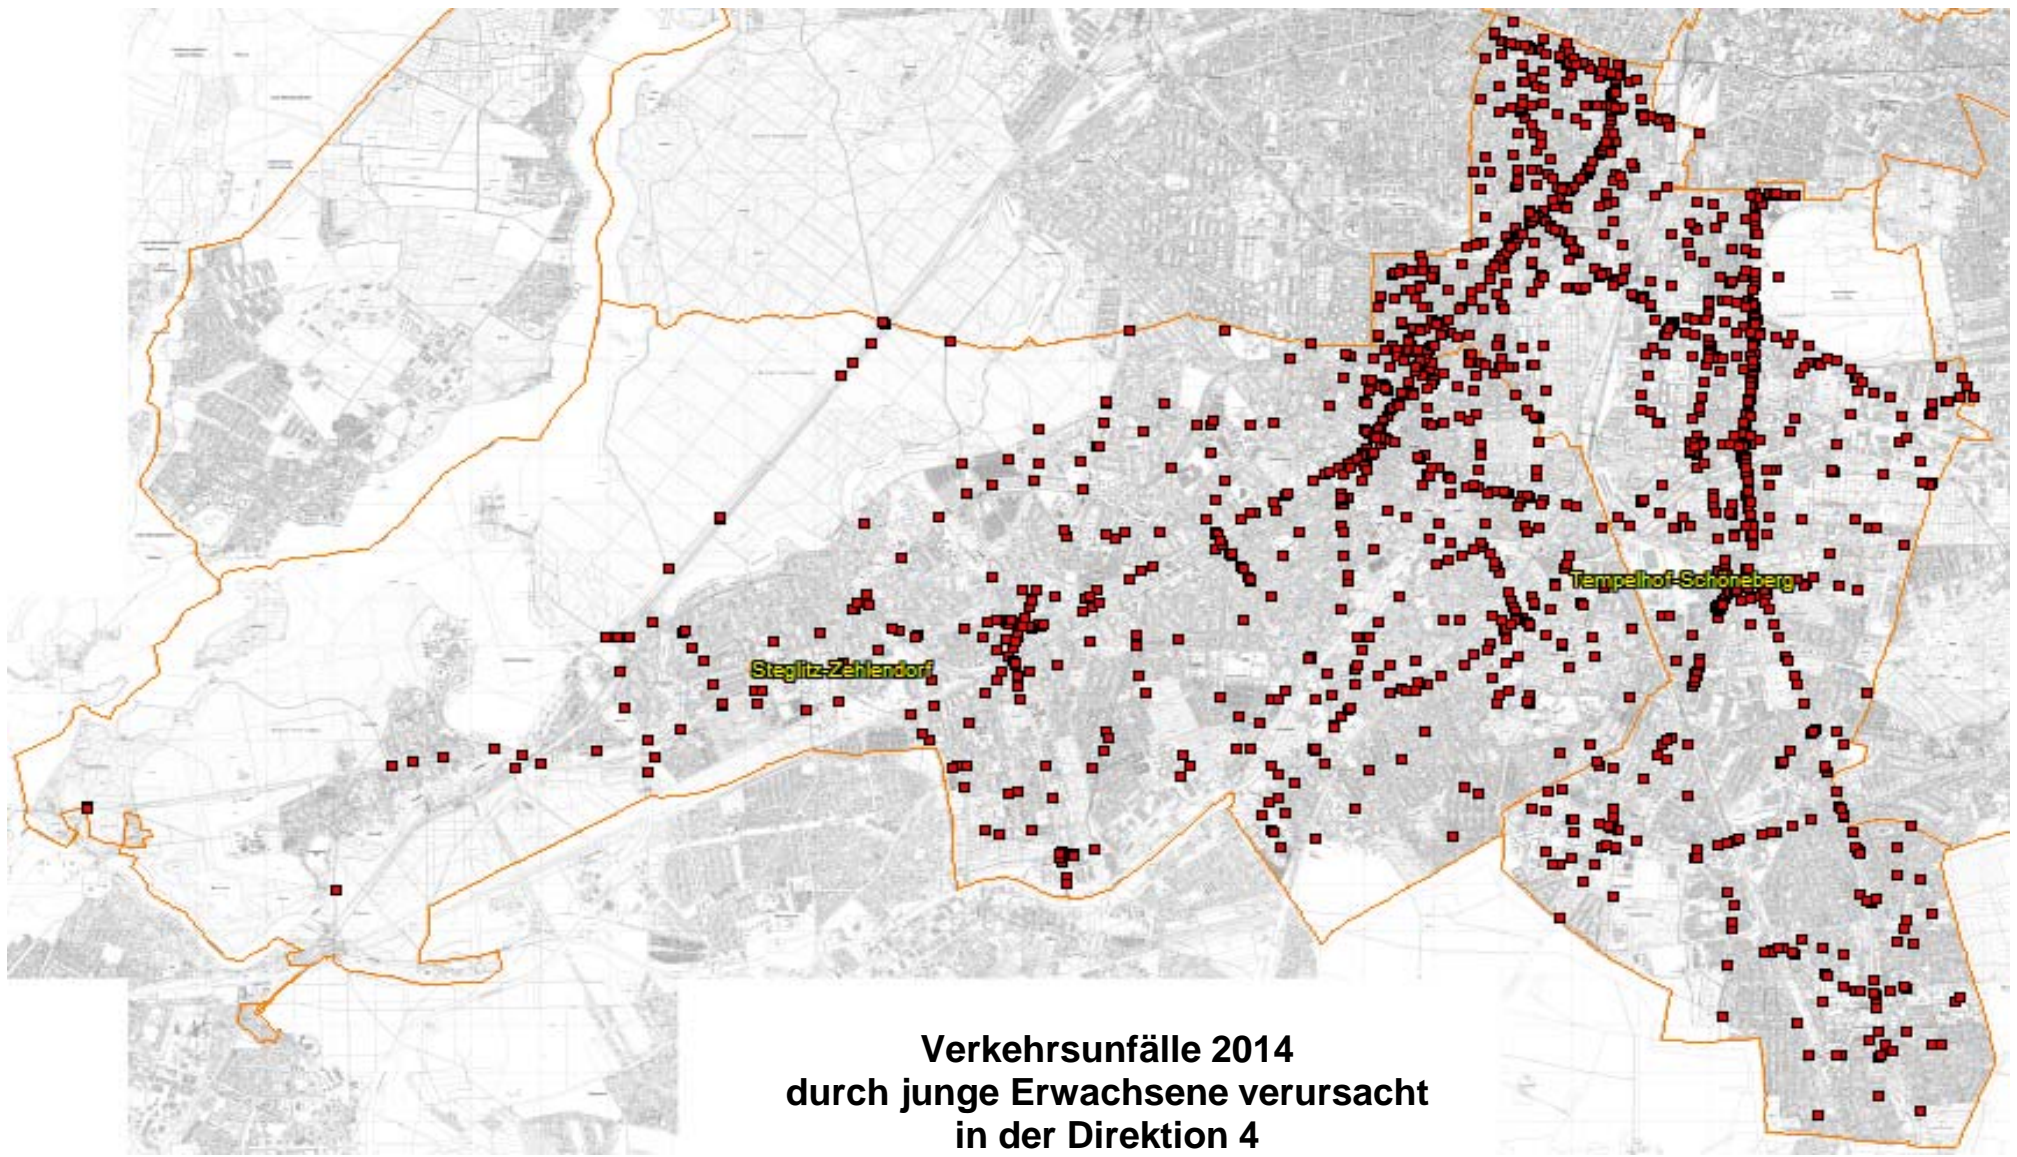 Tempelhof-Schöneberg
Steglitz-Zehlendorf
Verkehrsunfälle 2014
durch junge Erwachsene verursacht
in der Direktion 4